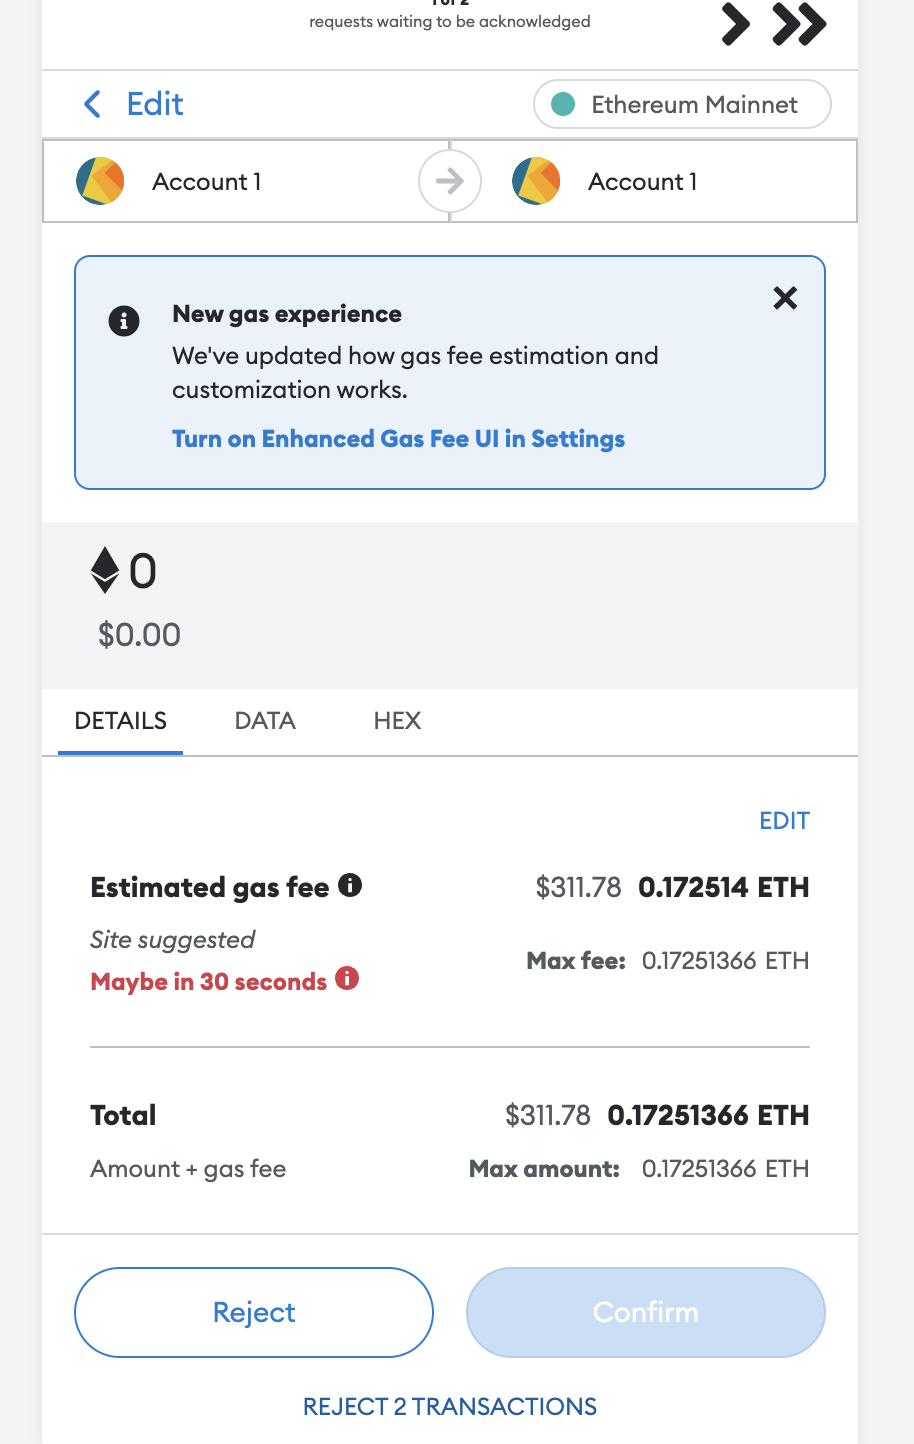 1 of 2
requests waiting to be acknowledged
Edit
Ethereum Mainnet
Account 1
Account 1
New gas experience
We've updated how gas fee estimation and
customization works.
Turn on Enhanced Gas Fee UI in Settings
0
$0.00
DETAILS DATA HEX
EDIT
Estimated gas fee $311.78 0.172514 ETH
Site suggested
Max fee: 0.17251366 ETH
Maybe in 30 seconds
Total $311.78 0.17251366 ETH
Amount + gas fee Max amount: 0.17251366 ETH
Reject Confirm
REJECT 2 TRANSACTIONS